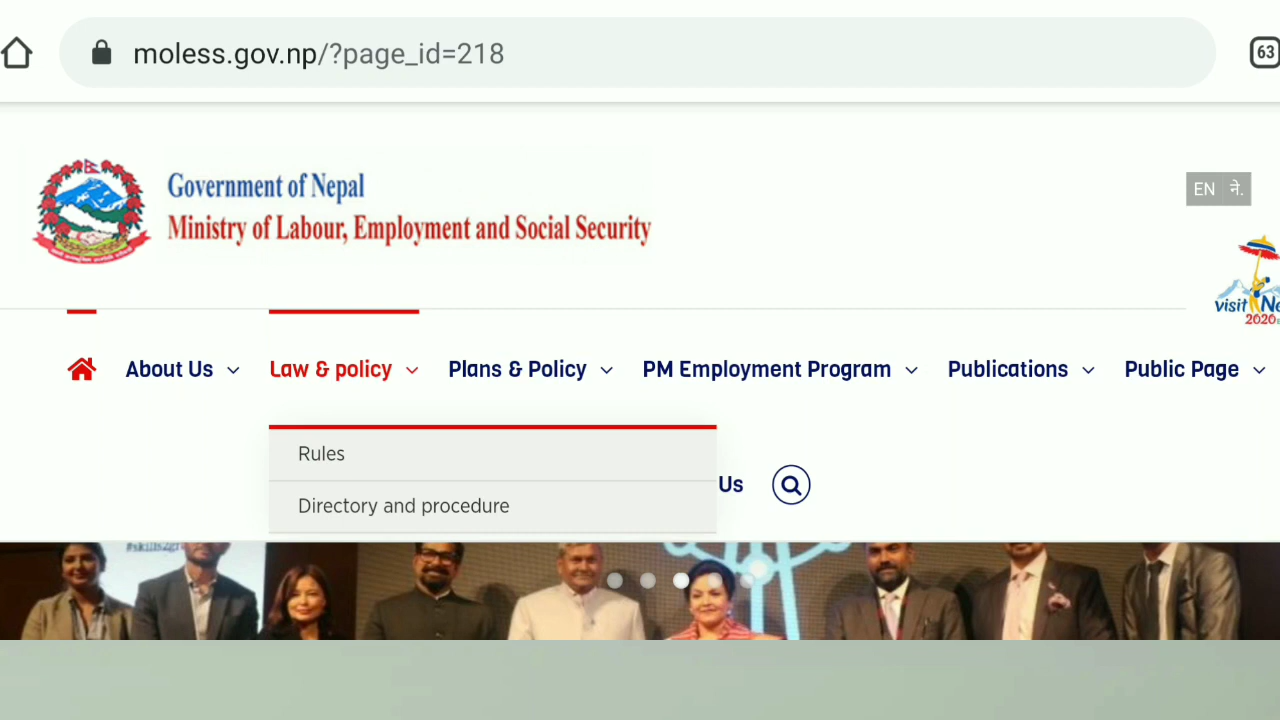 moless.gov.np/?page_id=218
63
Government of Nepal
Ministry of Labour, Employment and Social Security
EN ने.
visit Ne
2020
About Us
Law & policy
Plans & Policy
PM Employment Program
Publications
Public Page
Rules
Directory and procedure
Us